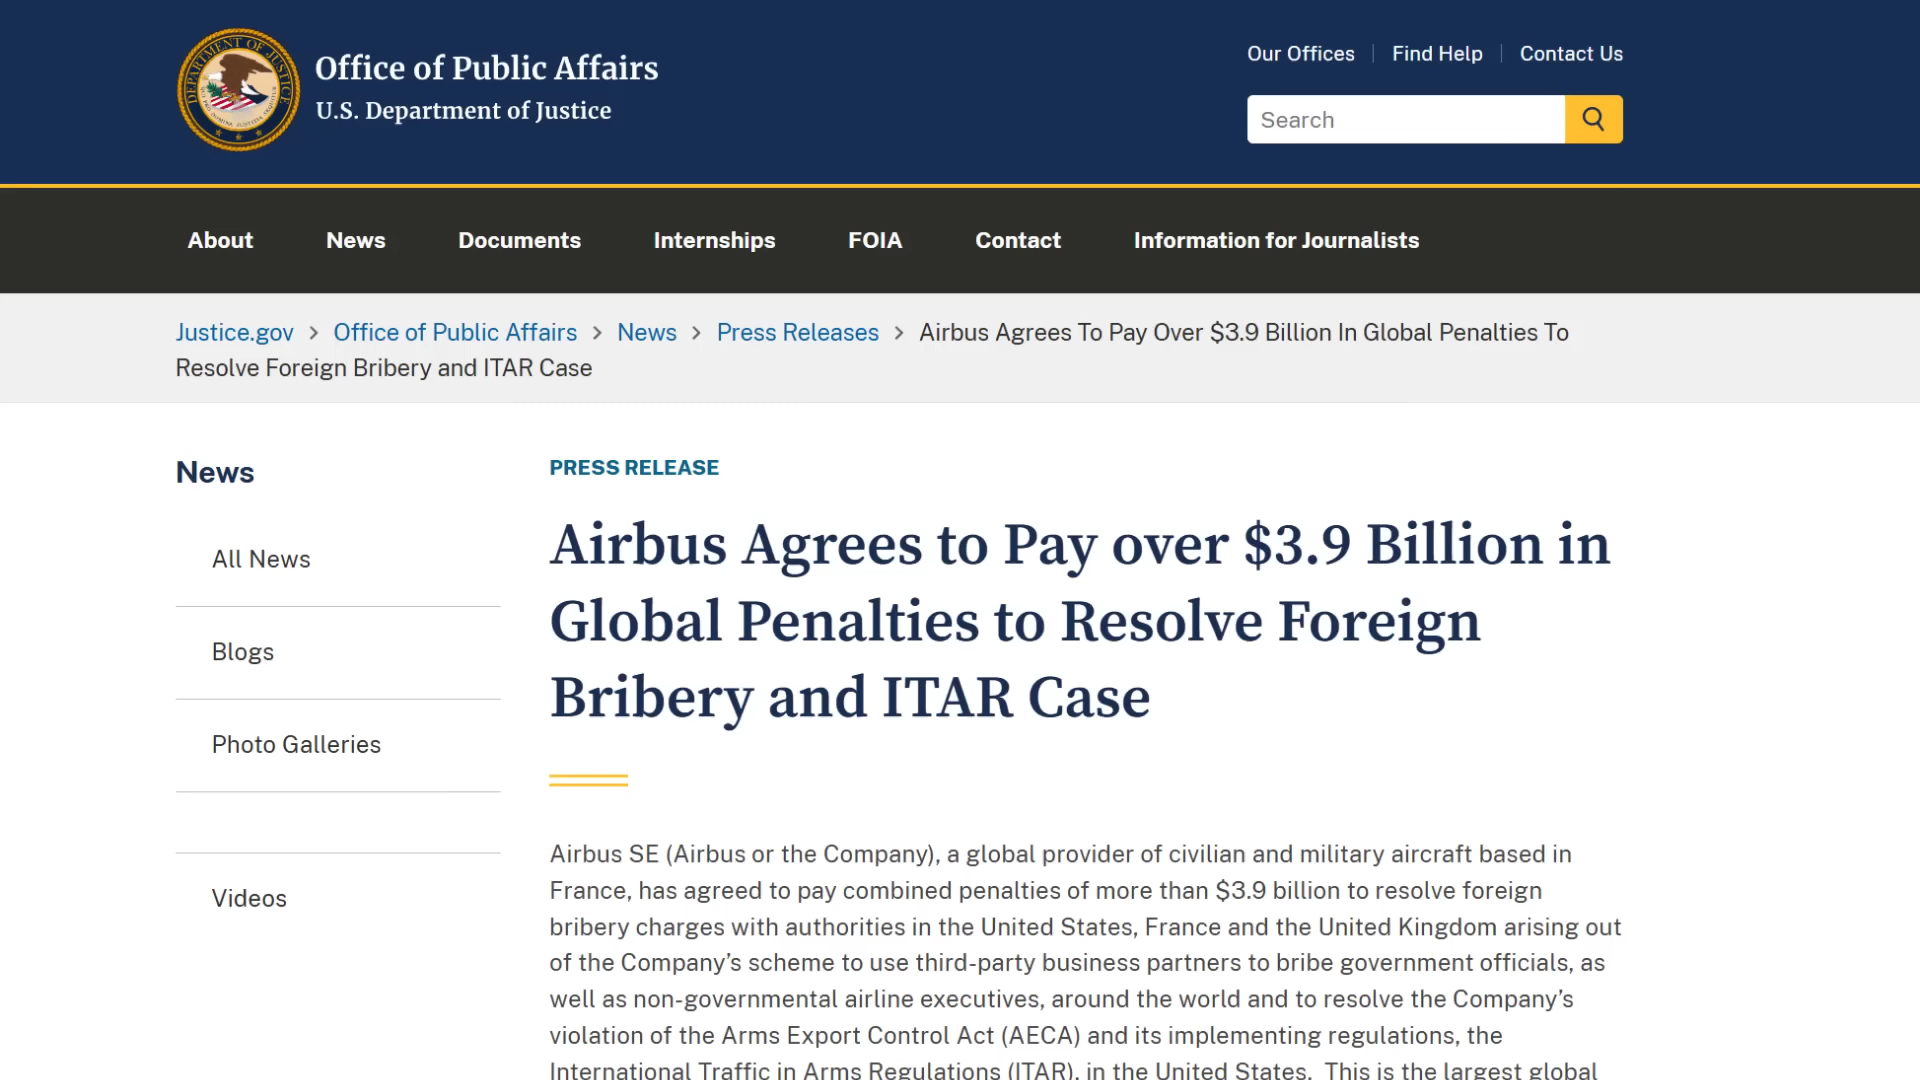 Office of Public Affairs
U.S. Department of Justice
Our Offices
Find Help
Contact Us
Search
About
News
Documents
Internships
FOIA
Contact
Information for Journalists
Justice.gov > Office of Public Affairs > News > Press Releases > Airbus Agrees To Pay Over $3.9 Billion In Global Penalties To
Resolve Foreign Bribery and ITAR Case
News
All News
Blogs
Photo Galleries
Videos
PRESS RELEASE
Airbus Agrees to Pay over $3.9 Billion in
Global Penalties to Resolve Foreign
Bribery and ITAR Case
Airbus SE (Airbus or the Company), a global provider of civilian and military aircraft based in
France, has agreed to pay combined penalties of more than $3.9 billion to resolve foreign
bribery charges with authorities in the United States, France and the United Kingdom arising out
of the Company’s scheme to use third-party business partners to bribe government officials, as
well as non-governmental airline executives, around the world and to resolve the Company’s
violation of the Arms Export Control Act (AECA) and its implementing regulations, the
International Traffic in Arms Regulations (ITAR), in the United States.  This is the largest global